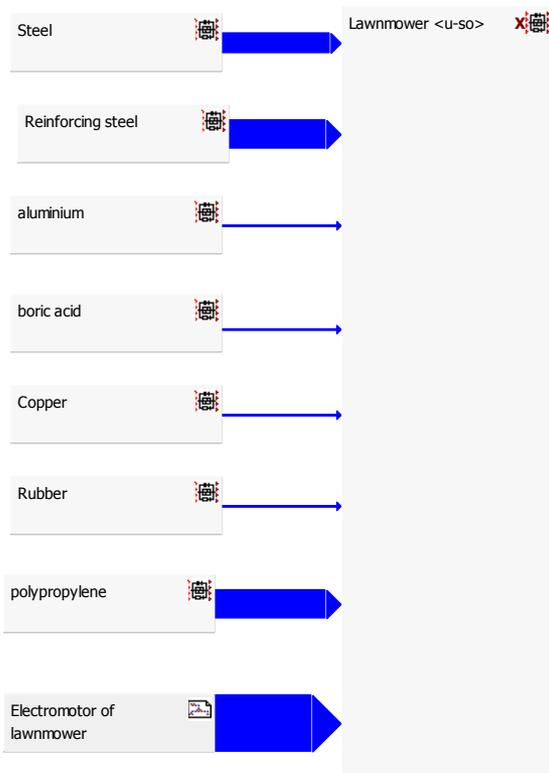 Steel
Lawnmower <u-so>
X
Reinforcing steel
aluminium
boric acid
Copper
Rubber
polypropylene
Electromotor of
lawnmower